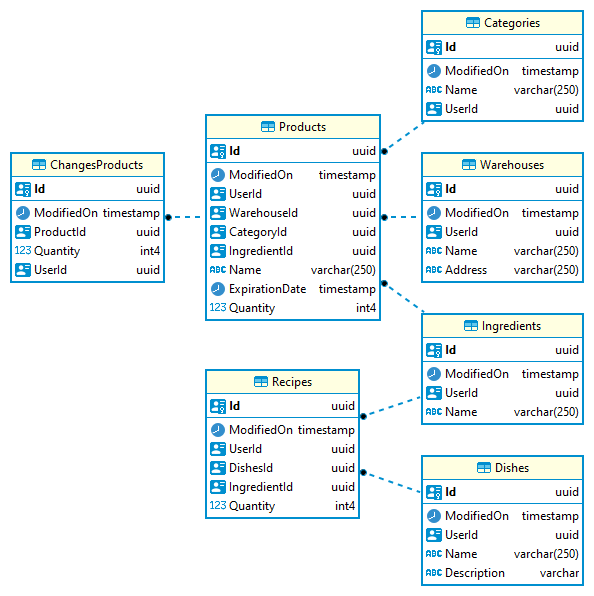 Categories
Id uuid
ModifiedOn timestamp
ABC Name varchar(250)
UserId uuid
Products
Id uuid
ModifiedOn timestamp
UserId uuid
WarehouseId uuid
CategoryId uuid
IngredientId uuid
ABC Name varchar(250)
ExpirationDate timestamp
123 Quantity int4
ChangesProducts
Id uuid
ModifiedOn timestamp
ProductId uuid
123 Quantity int4
UserId uuid
Warehouses
Id uuid
ModifiedOn timestamp
UserId uuid
ABC Name varchar(250)
ABC Address varchar(250)
Ingredients
Id uuid
ModifiedOn timestamp
UserId uuid
ABC Name varchar(250)
Recipes
Id uuid
ModifiedOn timestamp
UserId uuid
DishesId uuid
IngredientId uuid
123 Quantity int4
Dishes
Id uuid
ModifiedOn timestamp
UserId uuid
ABC Name varchar(250)
ABC Description varchar